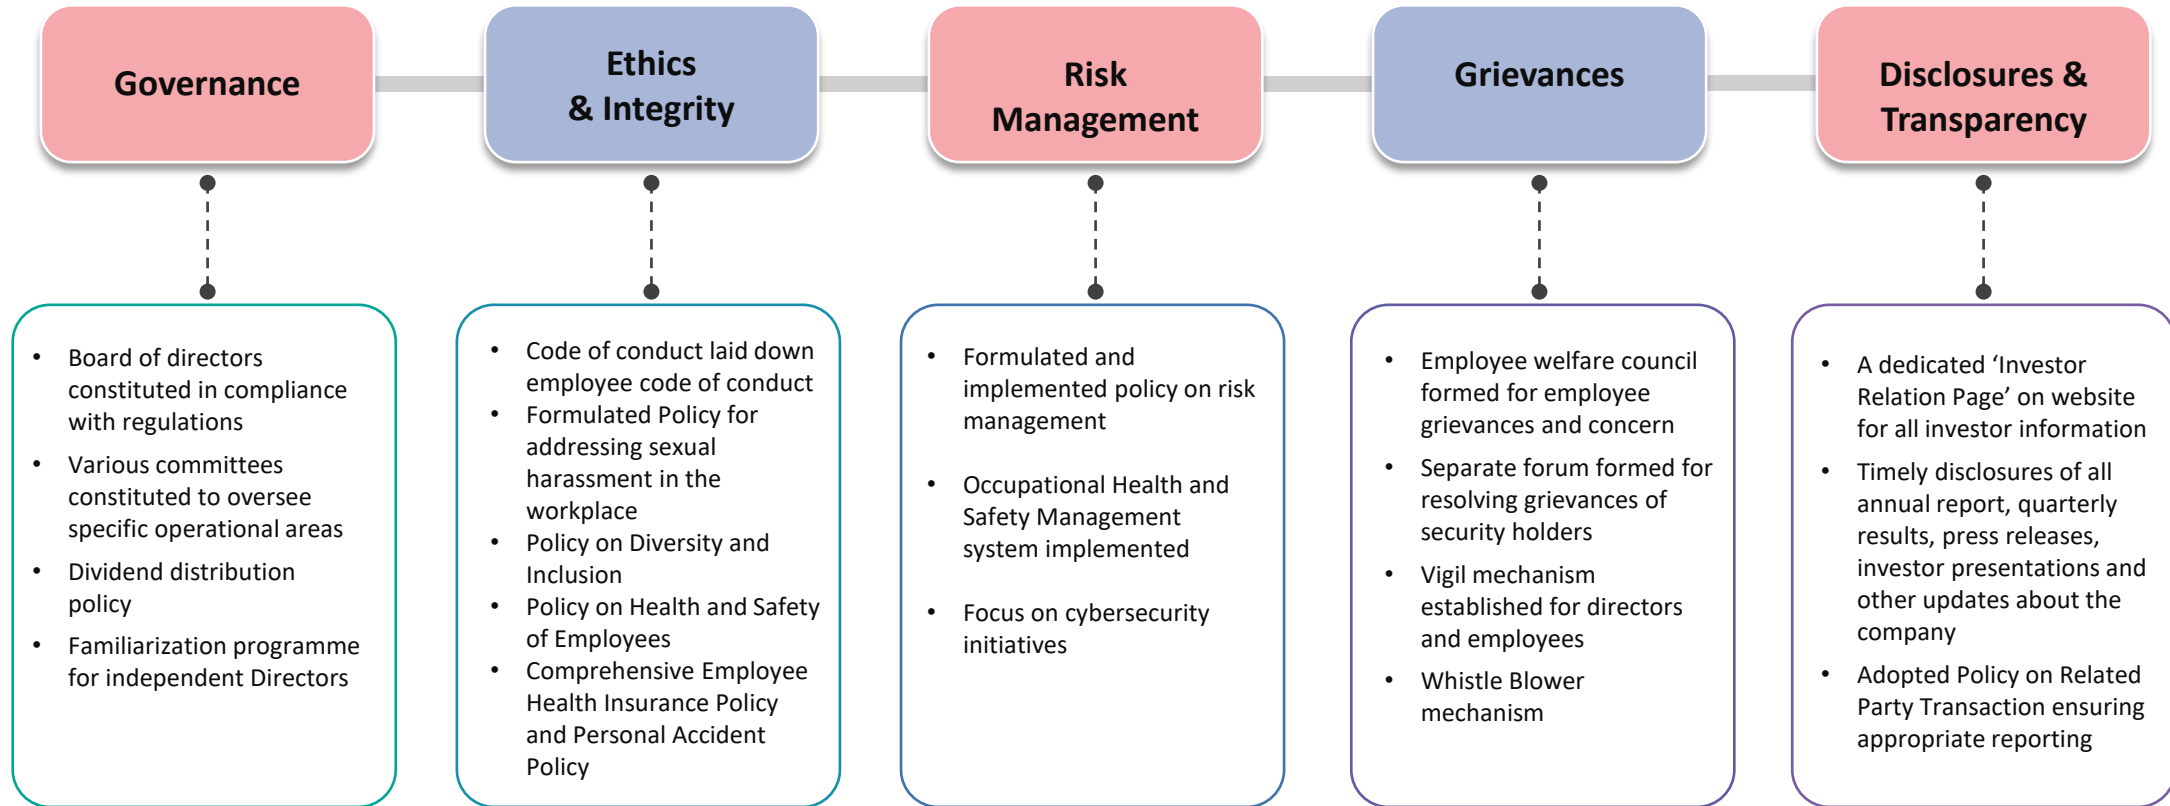 Governance
Ethics
& Integrity
Risk
Management
Grievances
Disclosures &
Transparency
• Board of directors
constituted in compliance
with regulations
• Various committees
constituted to oversee
specific operational areas
• Dividend distribution
policy
• Familiarization programme
for independent Directors
• Code of conduct laid down
employee code of conduct
• Formulated Policy for
addressing sexual
harassment in the
workplace
• Policy on Diversity and
Inclusion
• Policy on Health and Safety
of Employees
• Comprehensive Employee
Health Insurance Policy
and Personal Accident
Policy
• Formulated and
implemented policy on risk
management
• Occupational Health and
Safety Management
system implemented
• Focus on cybersecurity
initiatives
• Employee welfare council
formed for employee
grievances and concern
• Separate forum formed for
resolving grievances of
security holders
• Vigil mechanism
established for directors
and employees
• Whistle Blower
mechanism
• A dedicated ‘Investor
Relation Page’ on website
for all investor information
• Timely disclosures of all
annual report, quarterly
results, press releases,
investor presentations and
other updates about the
company
• Adopted Policy on Related
Party Transaction ensuring
appropriate reporting